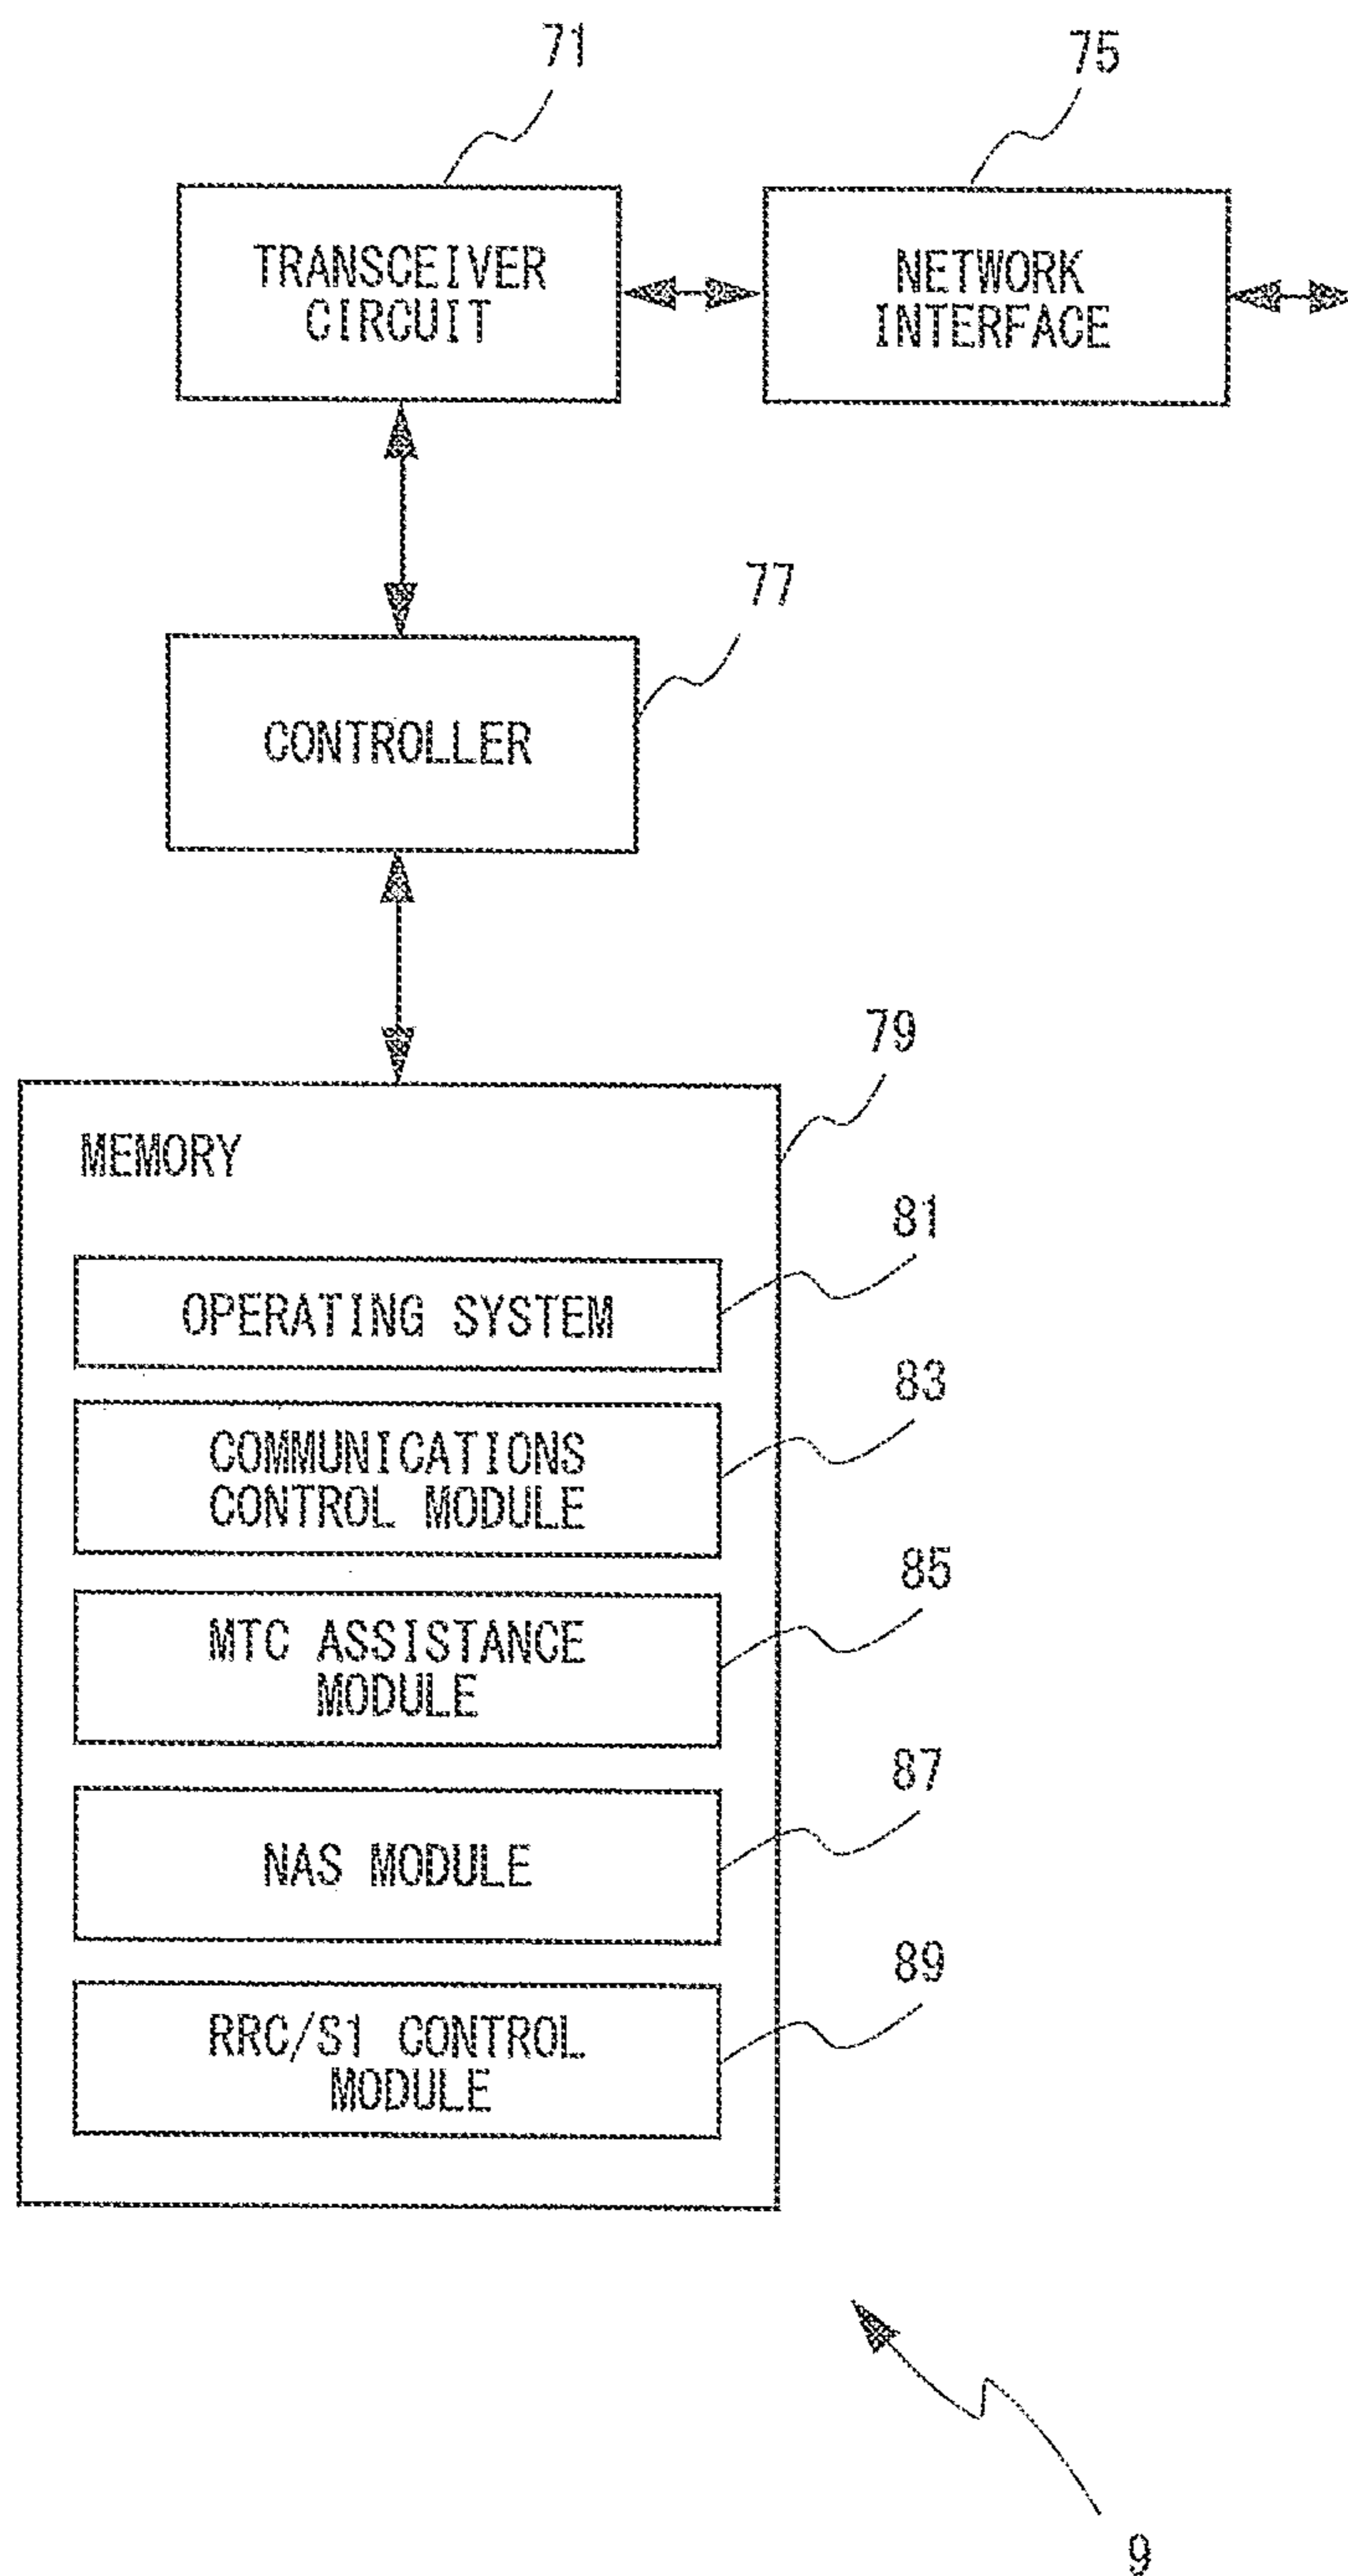 71
75
TRANSCEIVER
CIRCUIT
NETWORK
INTERFACE
77
CONTROLLER
79
MEMORY
81
OPERATING SYSTEM
83
COMMUNICATIONS
CONTROL MODULE
85
MTC ASSISTANCE
MODULE
87
NAS MODULE
89
RRC/S1 CONTROL
MODULE
9